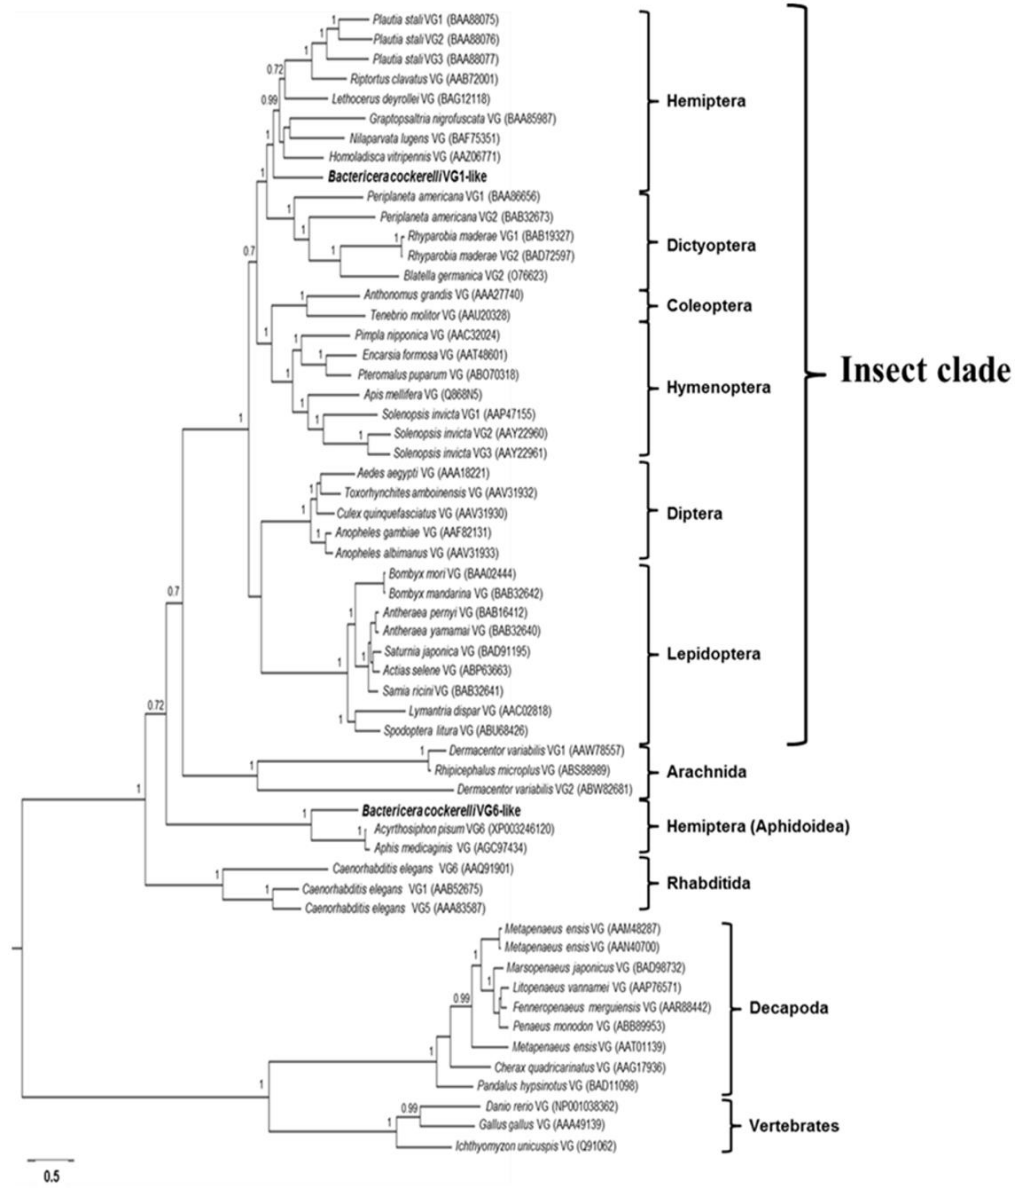 1 Plautia stali VG1 (BAA88075)
1 Plautia stali VG2 (BAA88076)
1 Plautia stali VG3 (BAA88077)
0.72 Riptortus clavatus VG (AAB72001)
0.99 Lethocerus deyrollei VG (BAG12118)
Hemiptera
Graptopsaltria nigrofuscata VG (BAA85987)
1 Nilaparvata lugens VG (BAF75351)
Homoladisca vitripennis VG (AAZ06771)
1 Bactericera cockerelli VG1-like
Periplaneta americana VG1 (BAA86656)
1 Periplaneta americana VG2 (BAB32673)
1 1 Rhyparobia maderae VG1 (BAB19327)
Dictyoptera
0.7 1 Rhyparobia maderae VG2 (BAD72597)
Blatella germanica VG2 (O76623)
1 Anthonomus grandis VG (AAA27740)
Coleoptera
Tenebrio molitor VG (AAU20328)
1 1 Pimpla nipponica VG (AAC32024)
1 Encarsia formosa VG (AAT48601)
Insect clade
1 Pteromalus puparum VG (ABO70318)
Hymenoptera
1 Apis mellifera VG (Q868N5)
1 1 Solenopsis invicta VG1 (AAP47155)
1 Solenopsis invicta VG2 (AAY22960)
Solenopsis invicta VG3 (AAY22961)
Aedes aegypti VG (AAA18221)
1 Toxorhynchites amboinensis VG (AAV31932)
1 Culex quinquefasciatus VG (AAV31930)
Diptera
1 Anopheles gambiae VG (AAF82131)
Anopheles albimanus VG (AAV31933)
Bombyx mori VG (BAA02444)
0.7 Bombyx mandarina VG (BAB32642)
1 Antheraea pernyi VG (BAB16412)
Antheraea yamamai VG (BAB32640)
Saturnia japonica VG (BAD91195)
Lepidoptera
1 1 Actias selene VG (ABP63663)
Samia ricini VG (BAB32641)
0.72 1 Lymantria dispar VG (AAC02818)
Spodoptera litura VG (ABU68426)
1 Dermacentor variabilis VG1 (AAW78557)
1 Rhipicephalus microplus VG (ABS88989)
Arachnida
1 Dermacentor variabilis VG2 (ABW82681)
1 Bactericera cockerelli VG6-like
1 Acyrthosiphon pisum VG6 (XP003246120)
Hemiptera (Aphidoidea)
Aphis medicaginis VG (AGC97434)
1 Caenorhabditis elegans VG6 (AAQ91901)
1 Caenorhabditis elegans VG1 (AAB52675)
Rhabditida
Caenorhabditis elegans VG5 (AAA83587)
Metapenaeus ensis VG (AAM48287)
1 Metapenaeus ensis VG (AAN40700)
Marsopenaeus japonicus VG (BAD98732)
1 Litopenaeus vannamei VG (AAP76571)
0.99 Fenneropenaeus merguiensis VG (AAR88442)
Decapoda
Penaeus monodon VG (ABB89953)
1 Metapenaeus ensis VG (AAT01139)
Cherax quadricarinatus VG (AAG17936)
1 Pandalus hypsinotus VG (BAD11098)
0.99 Danio rerio VG (NP001038362)
1 Gallus gallus VG (AAA49139)
Vertebrates
Ichthyomyzon unicuspis VG (Q91062)
0.5